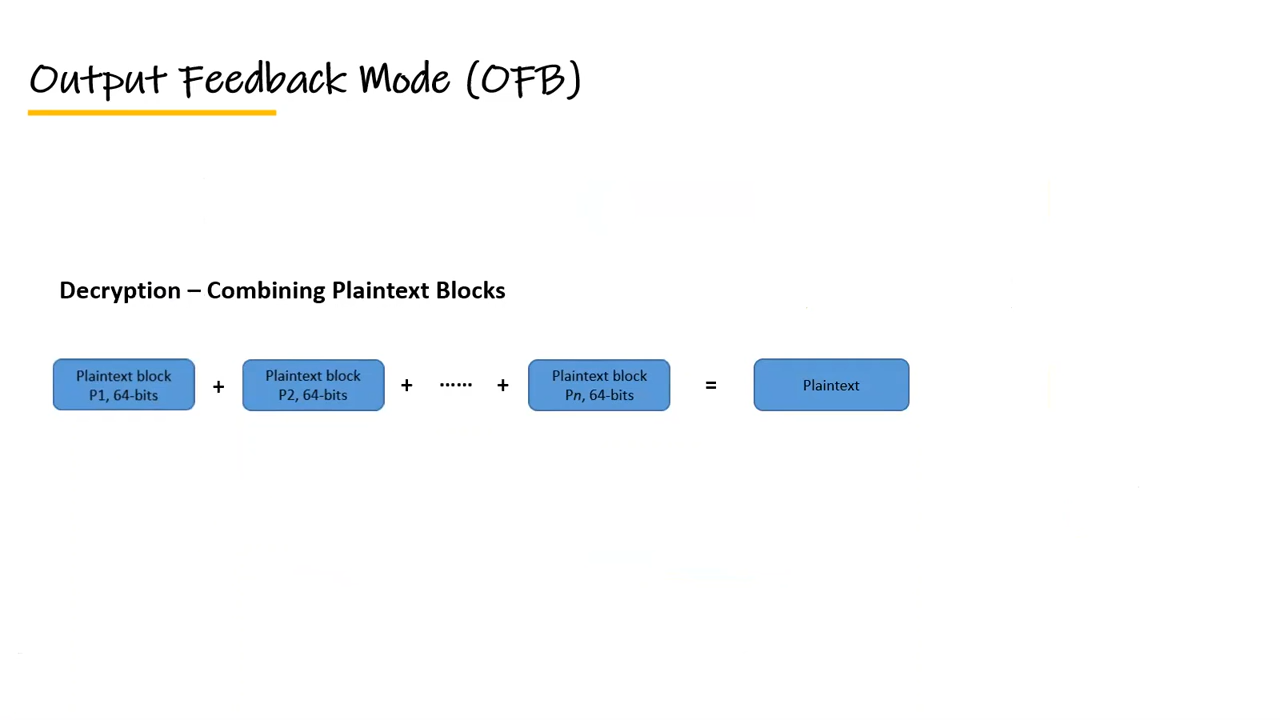 Output Feedback Mode (OFB)
Decryption – Combining Plaintext Blocks
Plaintext block
P1, 64-bits
+
Plaintext block
P2, 64-bits
+
......
+
Plaintext block
Pn, 64-bits
=
Plaintext